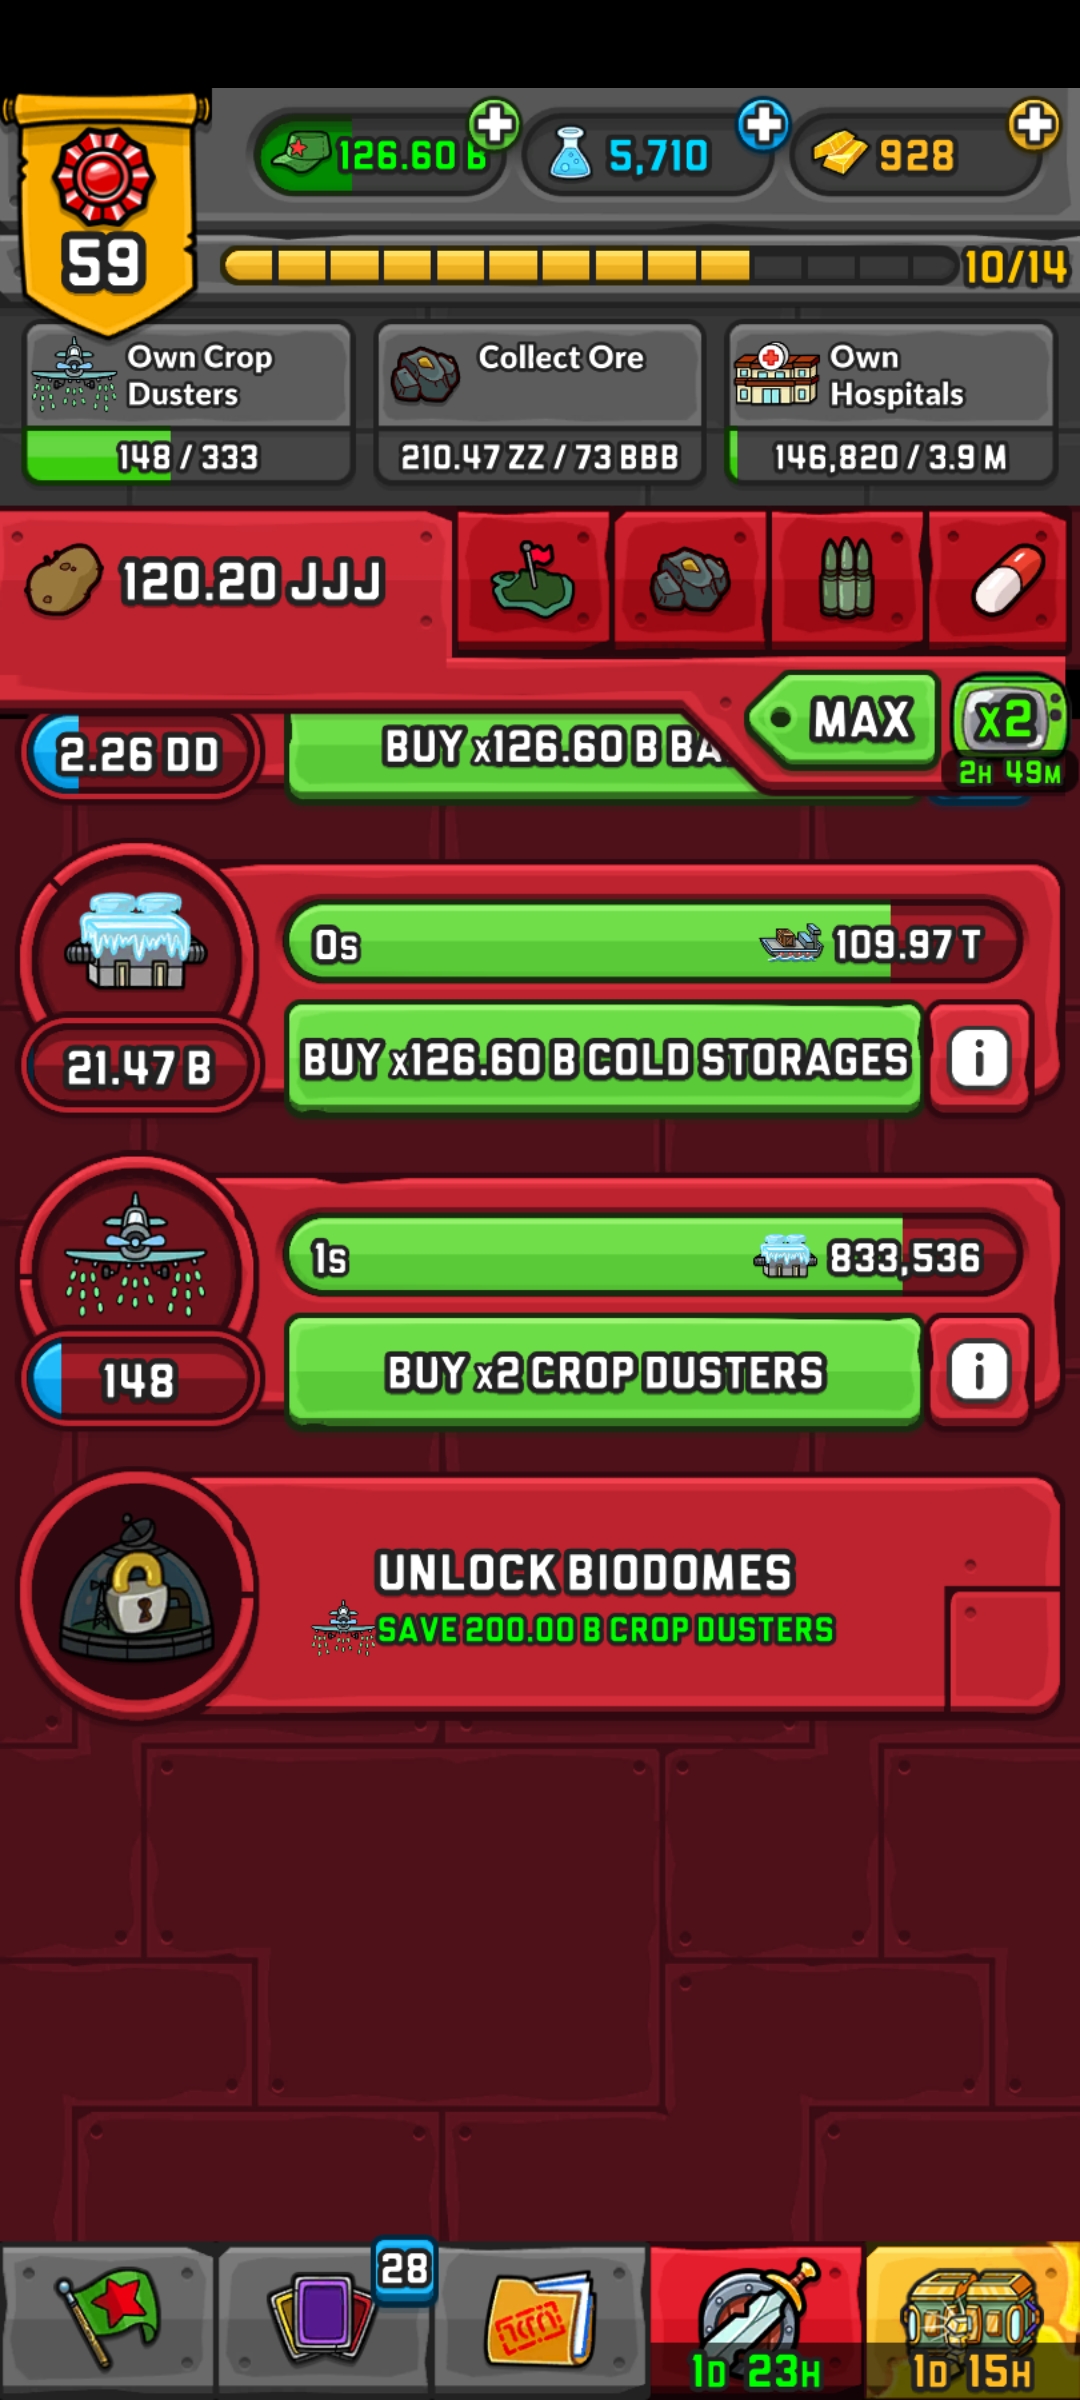 126.60 B
5,710
928
59
10/14
Own Crop
Dusters
148 / 333
Collect Ore
210.47 ZZ / 73 BBB
Own
Hospitals
146,820 / 3.9 M
120.20 JJJ
MAX
x2
2H 49M
2.26 DD
BUY x126.60 B
0s
109.97 T
21.47 B
BUY x126.60 B COLD STORAGES
i
1s
833,536
148
BUY x2 CROP DUSTERS
i
UNLOCK BIODOMES
SAVE 200.00 B CROP DUSTERS
28
1D 23H
1D 15H